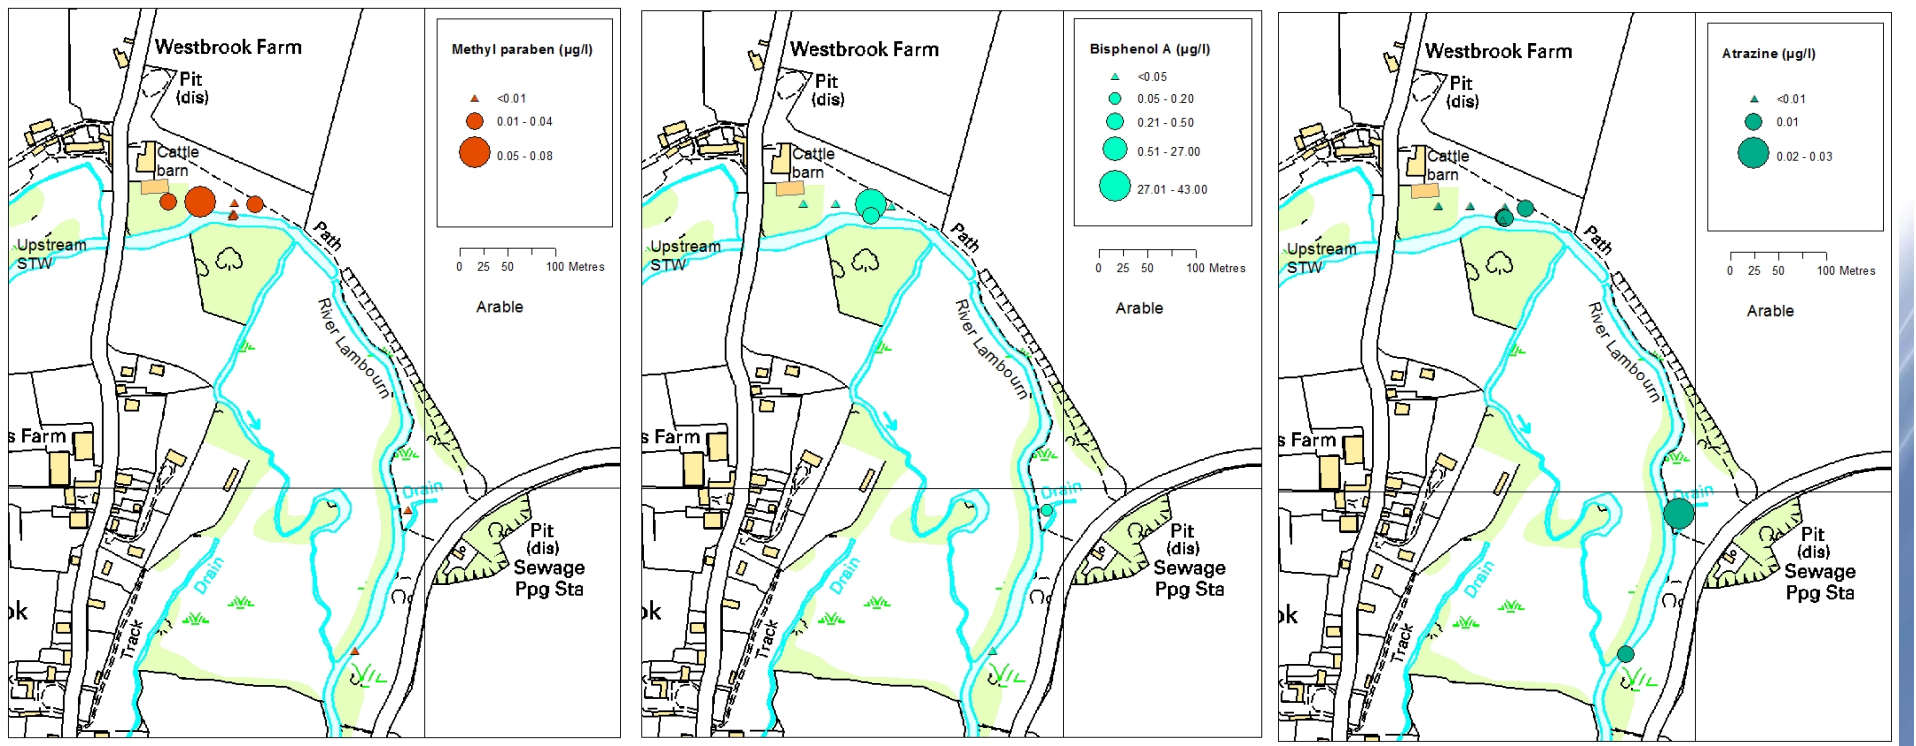 Westbrook Farm
Pit
(dis)
Cattle
barn
Upstream
STW
Path
River Lambourn
s Farm
Drain
Drain
Pit
(dis)
Sewage
Ppg Sta
Track
ok
Arable
Methyl paraben (µg/l)
<0.01
0.01 - 0.04
0.05 - 0.08
0 25 50 100 Metres
Westbrook Farm
Pit
(dis)
Cattle
barn
Upstream
STW
Path
River Lambourn
s Farm
Drain
Drain
Pit
(dis)
Sewage
Ppg Sta
Track
ok
Arable
Bisphenol A (µg/l)
<0.05
0.05 - 0.20
0.21 - 0.50
0.51 - 27.00
27.01 - 43.00
0 25 50 100 Metres
Westbrook Farm
Pit
(dis)
Cattle
barn
Upstream
STW
Path
River Lambourn
s Farm
Drain
Drain
Pit
(dis)
Sewage
Ppg Sta
Track
ok
Arable
Atrazine (µg/l)
<0.01
0.01
0.02 - 0.03
0 25 50 100 Metres